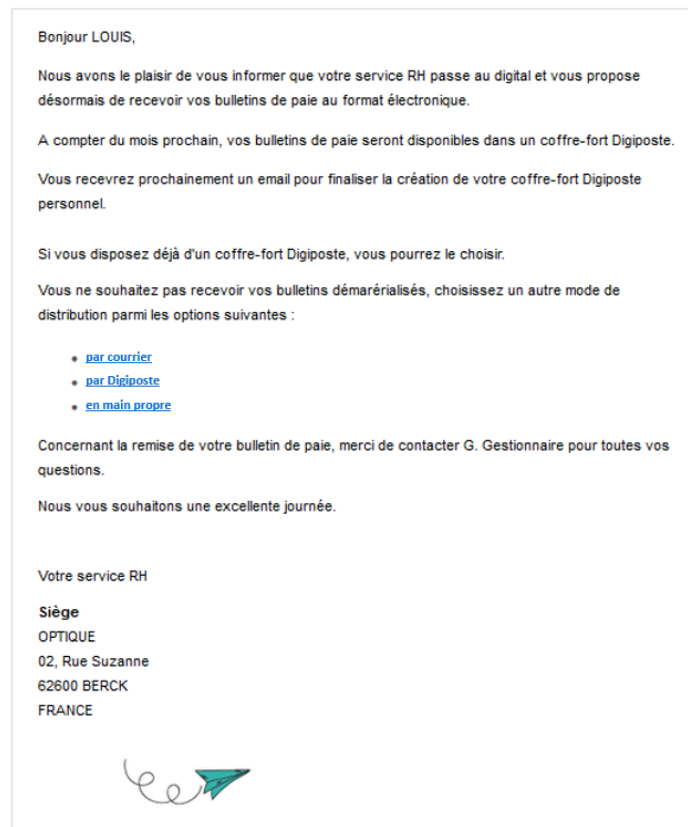 Bonjour LOUIS,
Nous avons le plaisir de vous informer que votre service RH passe au digital et vous propose
désormais de recevoir vos bulletins de paie au format électronique.
A compter du mois prochain, vos bulletins de paie seront disponibles dans un coffre-fort Digiposte.
Vous recevrez prochainement un email pour finaliser la création de votre coffre-fort Digiposte
personnel.
Si vous disposez déjà d'un coffre-fort Digiposte, vous pourrez le choisir.
Vous ne souhaitez pas recevoir vos bulletins démarérialisés, choisissez un autre mode de
distribution parmi les options suivantes :
• par courrier
• par Digiposte
• en main propre
Concernant la remise de votre bulletin de paie, merci de contacter G. Gestionnaire pour toutes vos
questions.
Nous vous souhaitons une excellente journée.
Votre service RH
Siège
OPTIQUE
02, Rue Suzanne
62600 BERCK
FRANCE